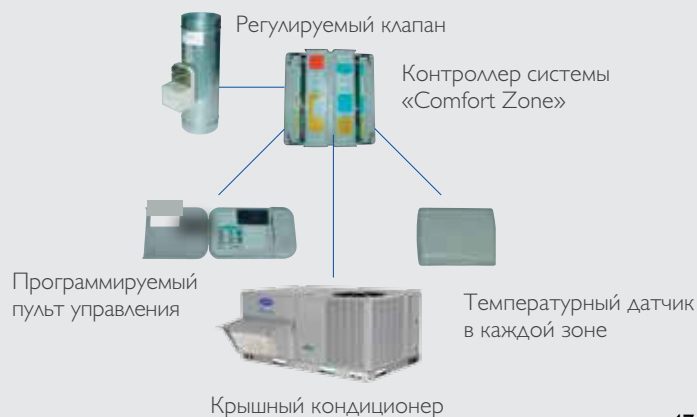 Регулируемый клапан
Контроллер системы
«Comfort Zone»
Программируемый
пульт управления
Температурный датчик
в каждой зоне
Крышный кондиционер